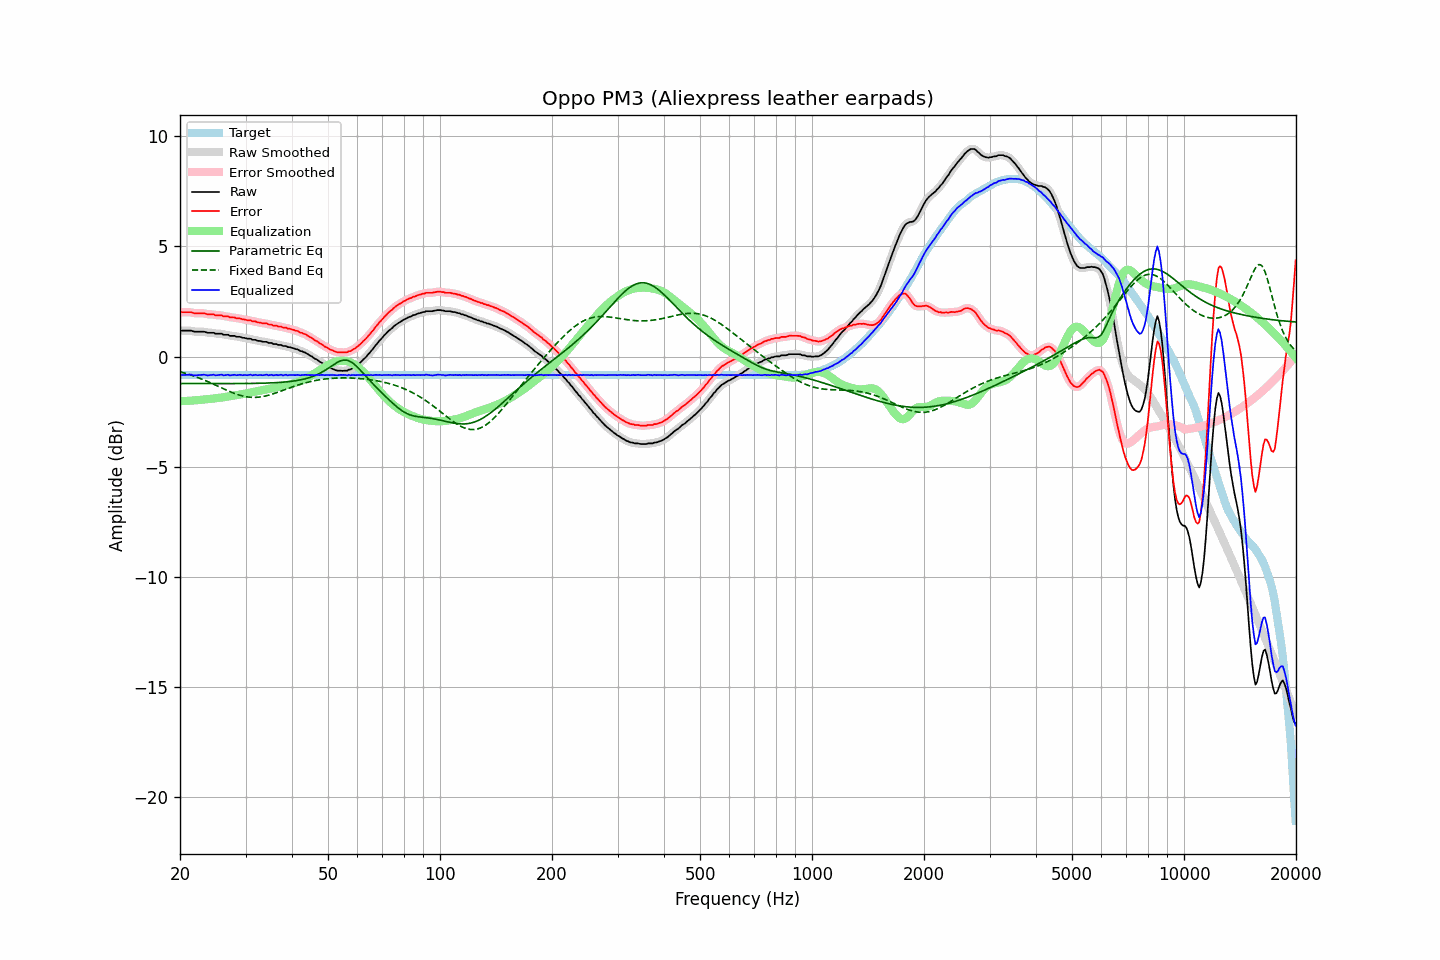 Oppo PM3 (Aliexpress leather earpads)
Target
Raw Smoothed
Error Smoothed
Raw
Error
Equalization
Parametric Eq
Fixed Band Eq
Equalized
Amplitude (dBr)
10
5
0
−5
−10
−15
−20
20 50 100 200 500 1000 2000 5000 10000 20000
Frequency (Hz)